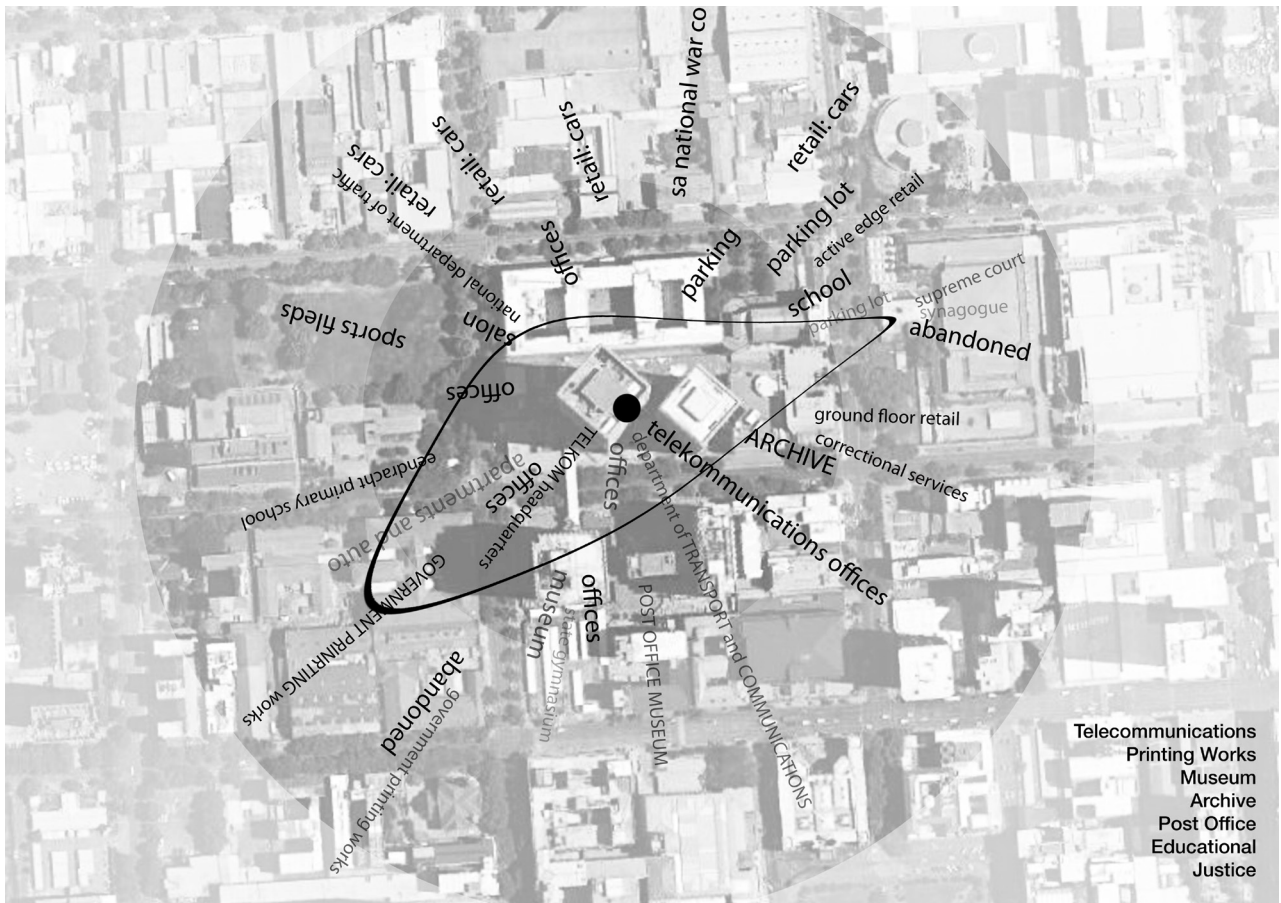 sa national war co
retail: cars
retail: cars
retail: cars
retail: cars
national department of traffic
offices
parking
parking lot
active edge retail
school
parking lot
supreme court
synagogue
abandoned
sports fileds
salon
offices
ground floor retail
correctional services
ARCHIVE
telekommunications offices
department of TRANSPORT and COMMUNICATIONS
offices
TELKOM headquarters
offices
apartments and auto
eendracht primary school
GOVERNMENT PRINRTING works
offices
museum
state gymnasium
POST OFFICE MUSEUM
abandoned
government printing works
Telecommunications
Printing Works
Museum
Archive
Post Office
Educational
Justice